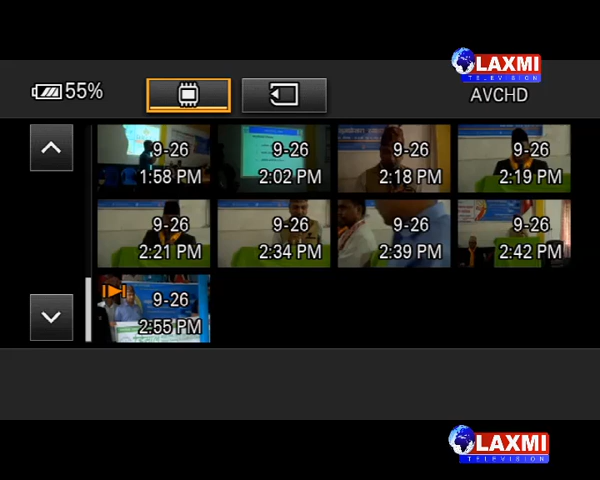 LAXMI
TELEVISION
55%
AVCHD
9-26
1:58 PM
9-26
2:02 PM
9-26
2:18 PM
9-26
2:19 PM
9-26
2:21 PM
9-26
2:34 PM
9-26
2:39 PM
9-26
2:42 PM
9-26
2:55 PM
LAXMI
TELEVISION